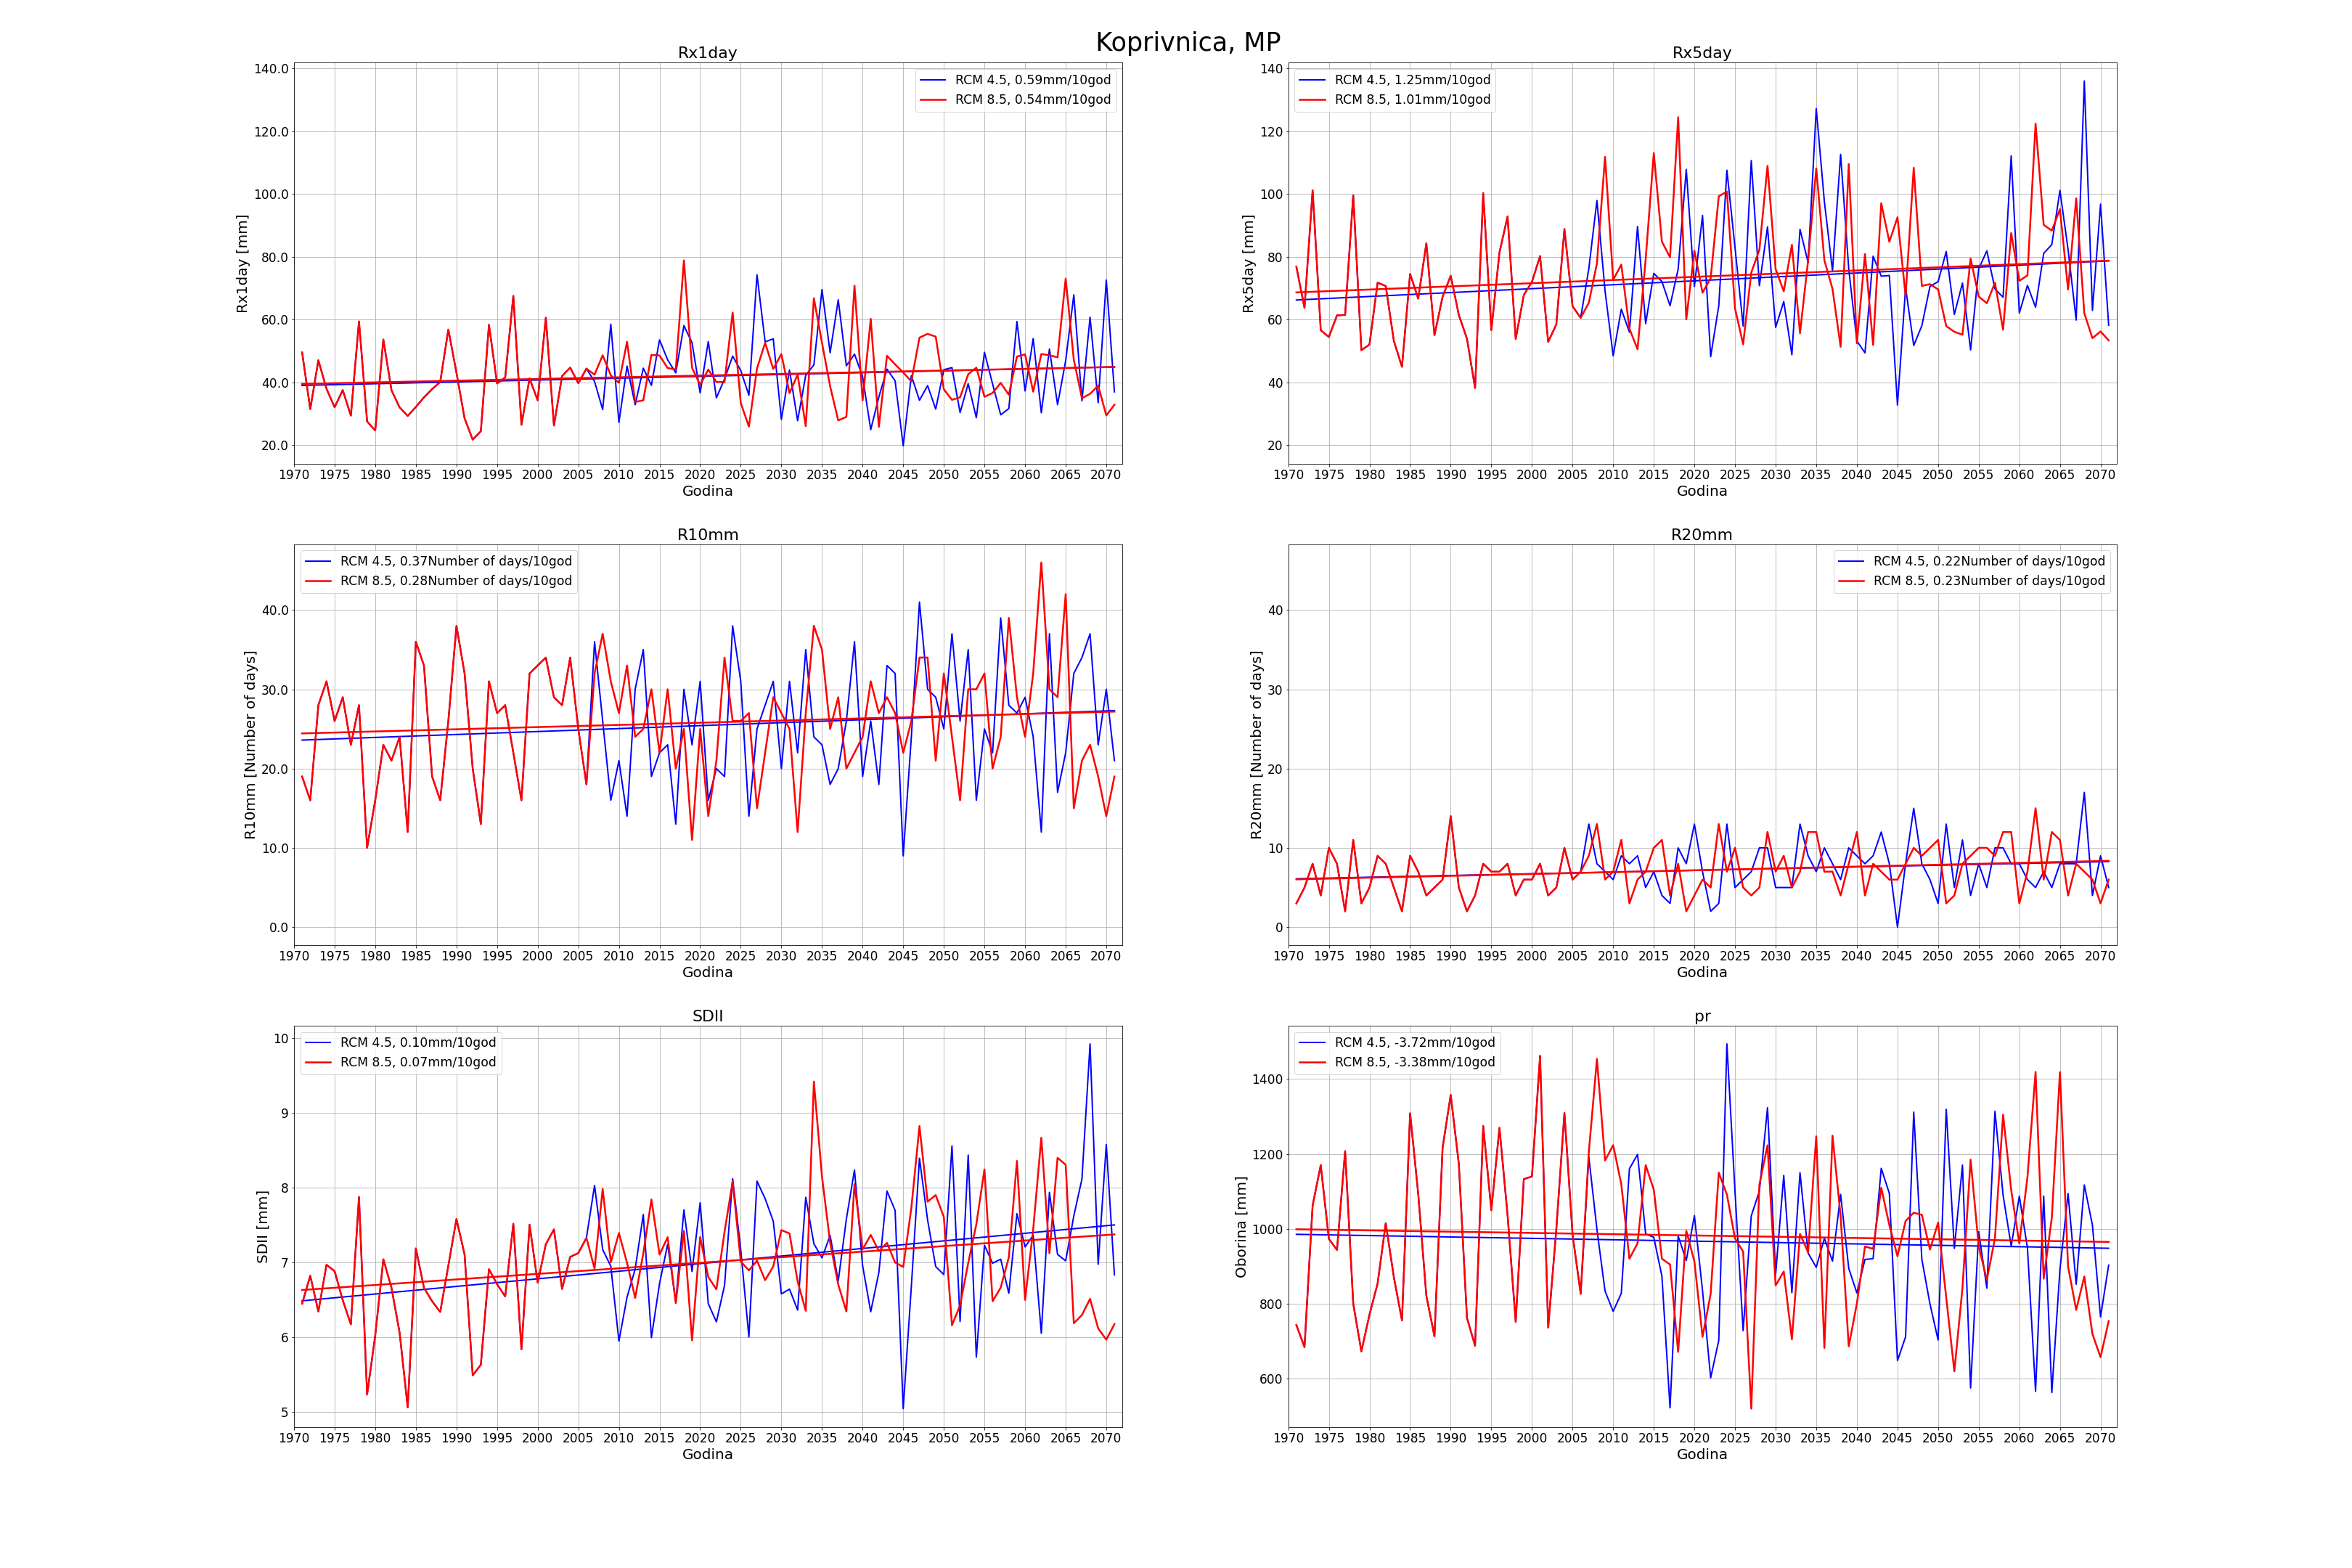 Koprivnica, MP
Rx1day
RCM 4.5, 0.59mm/10god
RCM 8.5, 0.54mm/10god
Rx1day [mm]
140.0
120.0
100.0
80.0
60.0
40.0
20.0
1970 1975 1980 1985 1990 1995 2000 2005 2010 2015 2020 2025 2030 2035 2040 2045 2050 2055 2060 2065 2070
Godina
Rx5day
RCM 4.5, 1.25mm/10god
RCM 8.5, 1.01mm/10god
Rx5day [mm]
140
120
100
80
60
40
20
1970 1975 1980 1985 1990 1995 2000 2005 2010 2015 2020 2025 2030 2035 2040 2045 2050 2055 2060 2065 2070
Godina
R10mm
RCM 4.5, 0.37Number of days/10god
RCM 8.5, 0.28Number of days/10god
R10mm [Number of days]
40.0
30.0
20.0
10.0
0.0
1970 1975 1980 1985 1990 1995 2000 2005 2010 2015 2020 2025 2030 2035 2040 2045 2050 2055 2060 2065 2070
Godina
R20mm
RCM 4.5, 0.22Number of days/10god
RCM 8.5, 0.23Number of days/10god
R20mm [Number of days]
40
30
20
10
0
1970 1975 1980 1985 1990 1995 2000 2005 2010 2015 2020 2025 2030 2035 2040 2045 2050 2055 2060 2065 2070
Godina
SDII
RCM 4.5, 0.10mm/10god
RCM 8.5, 0.07mm/10god
SDII [mm]
10
9
8
7
6
5
1970 1975 1980 1985 1990 1995 2000 2005 2010 2015 2020 2025 2030 2035 2040 2045 2050 2055 2060 2065 2070
Godina
pr
RCM 4.5, -3.72mm/10god
RCM 8.5, -3.38mm/10god
Oborina [mm]
1400
1200
1000
800
600
1970 1975 1980 1985 1990 1995 2000 2005 2010 2015 2020 2025 2030 2035 2040 2045 2050 2055 2060 2065 2070
Godina